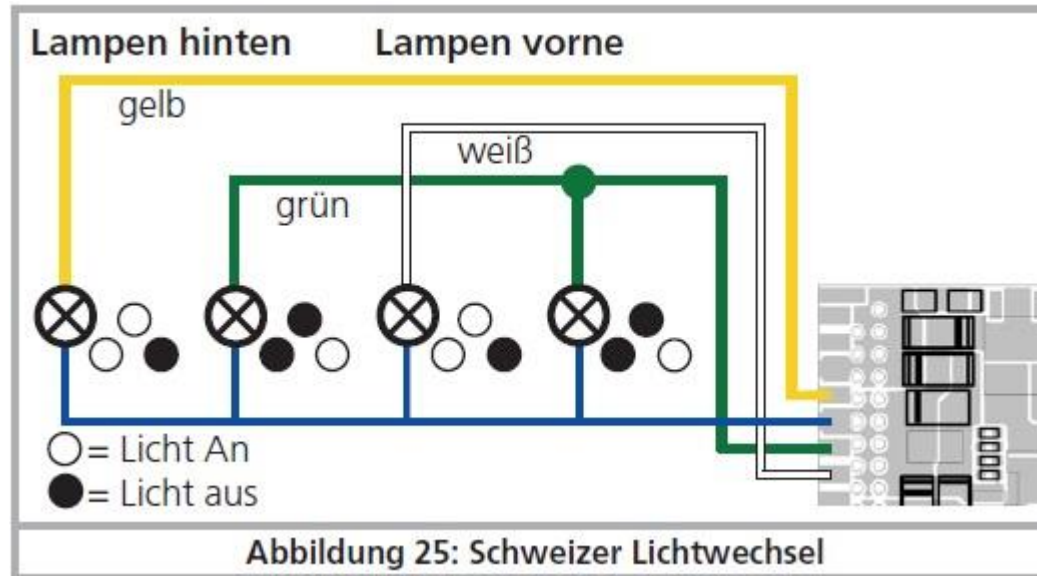 Lampen hinten
Lampen vorne
gelb
weiß
grün
= Licht An
= Licht aus
Abbildung 25: Schweizer Lichtwechsel